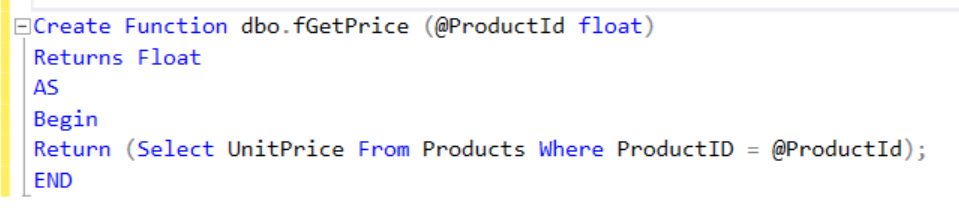 Create Function dbo.fGetPrice (@ProductId float)
Returns Float
AS
Begin
Return (Select UnitPrice From Products Where ProductID = @ProductId);
END